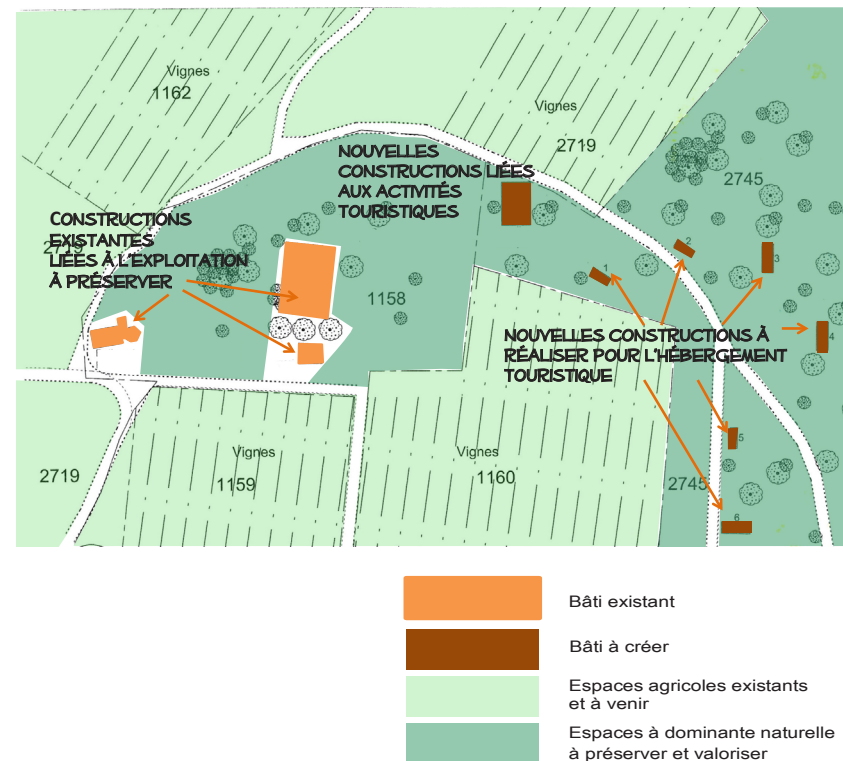 Vignes
1162
Vignes
2719
NOUVELLES
CONSTRUCTIONS LIÉES
AUX ACTIVITÉS
TOURISTIQUES
2745
CONSTRUCTIONS
EXISTANTES
LIÉES À L'EXPLOITATION
À PRÉSERVER
2719
1158
1
2
3
4
NOUVELLES CONSTRUCTIONS À
RÉALISER POUR L'HÉBERGEMENT
TOURISTIQUE
5
6
2719
Vignes
1159
Vignes
1160
2745
Bâti existant
Bâti à créer
Espaces agricoles existants
et à venir
Espaces à dominante naturelle
à préserver et valoriser